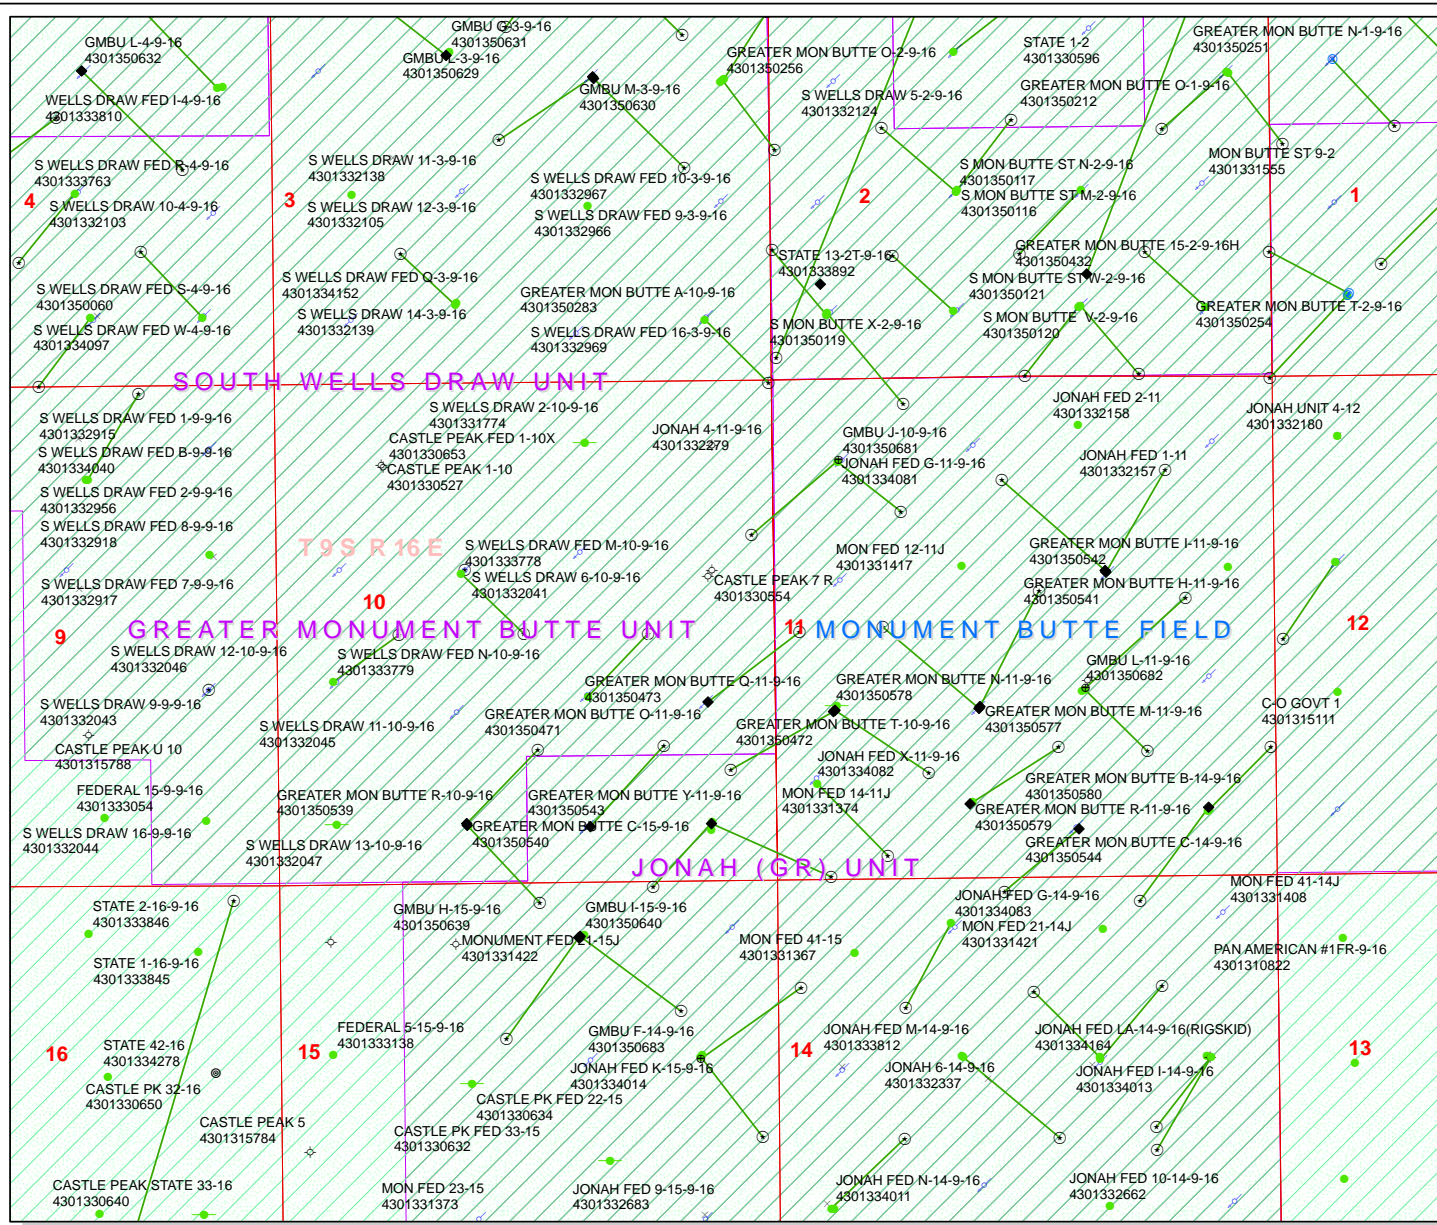 GMBU L-4-9-16
4301350632
WELLS DRAW FED I-4-9-16
4301333810
GMBU G-3-9-16
4301350631
GMBU L-3-9-16
4301350629
GMBU M-3-9-16
4301350630
GREATER MON BUTTE O-2-9-16
4301350256
S WELLS DRAW 5-2-9-16
4301332124
STATE 1-2
4301330596
GREATER MON BUTTE O-1-9-16
4301350212
GREATER MON BUTTE N-1-9-16
4301350251
S WELLS DRAW FED R-4-9-16
4301333763
4
S WELLS DRAW 10-4-9-16
4301332103
3
S WELLS DRAW 11-3-9-16
4301332138
S WELLS DRAW 12-3-9-16
4301332105
S WELLS DRAW FED 10-3-9-16
4301332967
S WELLS DRAW FED 9-3-9-16
4301332966
2
S MON BUTTE ST N-2-9-16
4301350117
S MON BUTTE ST M-2-9-16
4301350116
MON BUTTE ST 9-2
4301331555
1
S WELLS DRAW FED S-4-9-16
4301350060
S WELLS DRAW FED W-4-9-16
4301334097
S WELLS DRAW FED Q-3-9-16
4301334152
S WELLS DRAW 14-3-9-16
4301332139
GREATER MON BUTTE A-10-9-16
4301350283
S WELLS DRAW FED 16-3-9-16
4301332969
STATE 13-2T-9-16
4301333892
S MON BUTTE X-2-9-16
4301350119
GREATER MON BUTTE 15-2-9-16H
4301350432
S MON BUTTE ST W-2-9-16
4301350121
S MON BUTTE V-2-9-16
4301350120
GREATER MON BUTTE T-2-9-16
4301350254
SOUTH WELLS DRAW UNIT
S WELLS DRAW FED 1-9-9-16
4301332915
S WELLS DRAW FED B-9-9-16
4301334040
S WELLS DRAW FED 2-9-9-16
4301332956
S WELLS DRAW FED 8-9-9-16
4301332918
S WELLS DRAW FED 7-9-9-16
4301332917
S WELLS DRAW 2-10-9-16
4301331774
CASTLE PEAK FED 1-10X
4301330653
CASTLE PEAK 1-10
4301330527
JONAH 4-11-9-16
4301332279
GMBU J-10-9-16
4301350681
JONAH FED G-11-9-16
4301334081
JONAH FED 2-11
4301332158
JONAH FED 1-11
4301332157
JONAH UNIT 4-12
4301332180
T9S R16E
S WELLS DRAW FED M-10-9-16
4301333778
S WELLS DRAW 6-10-9-16
4301332041
CASTLE PEAK 7 R
4301330554
MON FED 12-11J
4301331417
GREATER MON BUTTE I-11-9-16
4301350542
GREATER MON BUTTE H-11-9-16
4301350541
9
10
11
12
GREATER MONUMENT BUTTE UNIT
MONUMENT BUTTE FIELD
S WELLS DRAW 12-10-9-16
4301332046
S WELLS DRAW FED N-10-9-16
4301333779
S WELLS DRAW 9-9-9-16
4301332043
CASTLE PEAK U 10
4301315788
S WELLS DRAW 11-10-9-16
4301332045
GREATER MON BUTTE Q-11-9-16
4301350473
GREATER MON BUTTE O-11-9-16
4301350471
GREATER MON BUTTE N-11-9-16
4301350578
GREATER MON BUTTE T-10-9-16
4301350472
GMBU L-11-9-16
4301350682
GREATER MON BUTTE M-11-9-16
4301350577
C-O GOVT 1
4301315111
JONAH FED X-11-9-16
4301334082
MON FED 14-11J
4301331374
FEDERAL 15-9-9-16
4301333054
S WELLS DRAW 16-9-9-16
4301332044
GREATER MON BUTTE R-10-9-16
4301350539
S WELLS DRAW 13-10-9-16
4301332047
GREATER MON BUTTE Y-11-9-16
4301350543
GREATER MON BUTTE C-15-9-16
4301350540
GREATER MON BUTTE B-14-9-16
4301350580
GREATER MON BUTTE R-11-9-16
4301350579
GREATER MON BUTTE C-14-9-16
4301350544
JONAH (GR) UNIT
STATE 2-16-9-16
4301333846
STATE 1-16-9-16
4301333845
GMBU H-15-9-16
4301350639
GMBU I-15-9-16
4301350640
MONUMENT FED 21-15J
4301331422
MON FED 41-15
4301331367
JONAH FED G-14-9-16
4301334083
MON FED 21-14J
4301331421
MON FED 41-14J
4301331408
PAN AMERICAN #1FR-9-16
4301310822
16
15
14
13
STATE 42-16
4301334278
CASTLE PK 32-16
4301330650
CASTLE PEAK 5
4301315784
FEDERAL 5-15-9-16
4301333138
GMBU F-14-9-16
4301350683
JONAH FED K-15-9-16
4301334014
CASTLE PK FED 22-15
4301330634
CASTLE PK FED 33-15
4301330632
JONAH FED M-14-9-16
4301333812
JONAH 6-14-9-16
4301332337
JONAH FED LA-14-9-16(RIGSKID)
4301334164
JONAH FED I-14-9-16
4301334013
CASTLE PEAK STATE 33-16
4301330640
MON FED 23-15
4301331373
JONAH FED 9-15-9-16
4301332683
JONAH FED N-14-9-16
4301334011
JONAH FED 10-14-9-16
4301332662